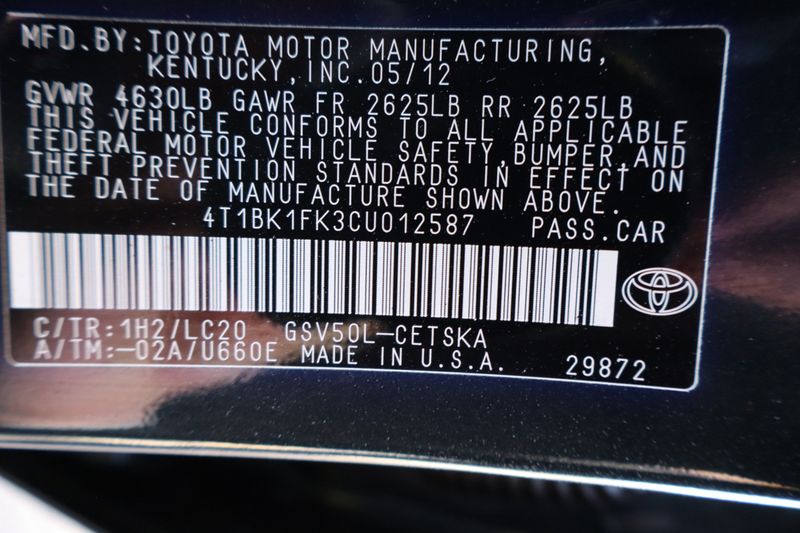 MFD. BY: TOYOTA MOTOR MANUFACTURING,
KENTUCKY, INC. 05/12
GVWR 4630LB GAWR FR 2625LB RR 2625LB
THIS VEHICLE CONFORMS TO ALL APPLICABLE
FEDERAL MOTOR VEHICLE SAFETY, BUMPER, AND
THEFT PREVENTION STANDARDS IN EFFECT ON
THE DATE OF MANUFACTURE SHOWN ABOVE.
4T1BK1FK3CU012587 PASS.CAR
C/TR: 1H2/LC20 GSV50L-CETSKA
A/TM: -02A/U660E MADE IN U.S.A. 29872